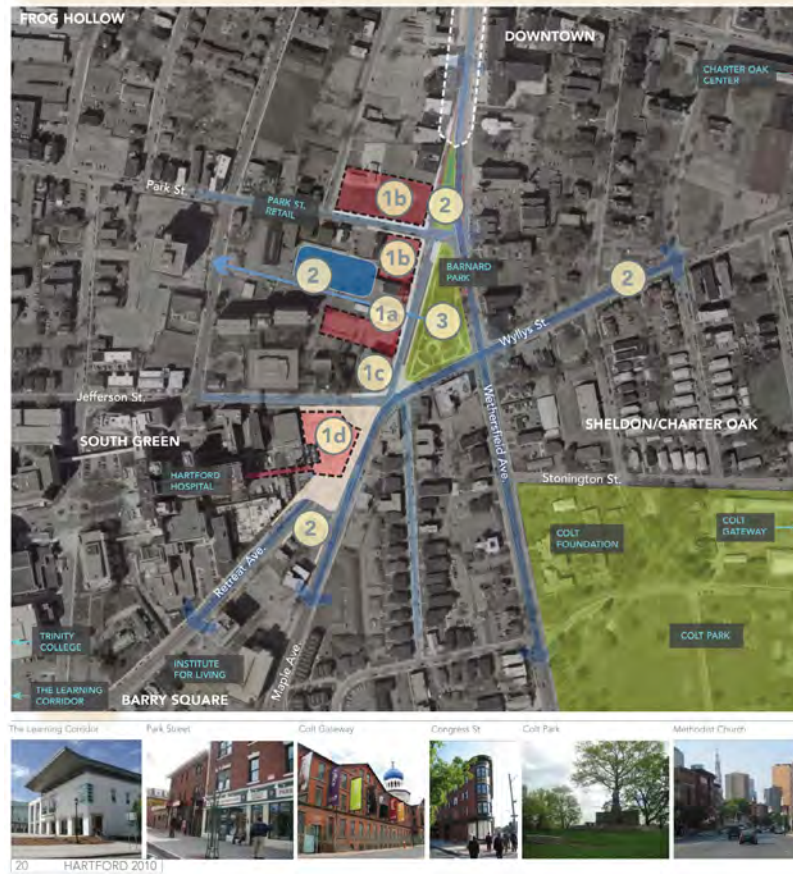 FROG HOLLOW
DOWNTOWN
CHARTER OAK
CENTER
Park St.
PARK ST.
RETAIL
1b
2
1b
BARNARD
PARK
2
2
1a
3
Wyllys St.
1c
Jefferson St.
Wethersfield Ave.
1d
SOUTH GREEN
SHELDON/CHARTER OAK
HARTFORD
HOSPITAL
Stonington St.
2
COLT
FOUNDATION
COLT
GATEWAY
Retreat Ave.
TRINITY
COLLEGE
INSTITUTE
FOR LIVING
COLT PARK
Maple Ave.
THE LEARNING
CORRIDOR
BARRY SQUARE
The Learning Corridor
Park Street
Colt Gateway
Congress St
Colt Park
Methodist Church
20 HARTFORD 2010